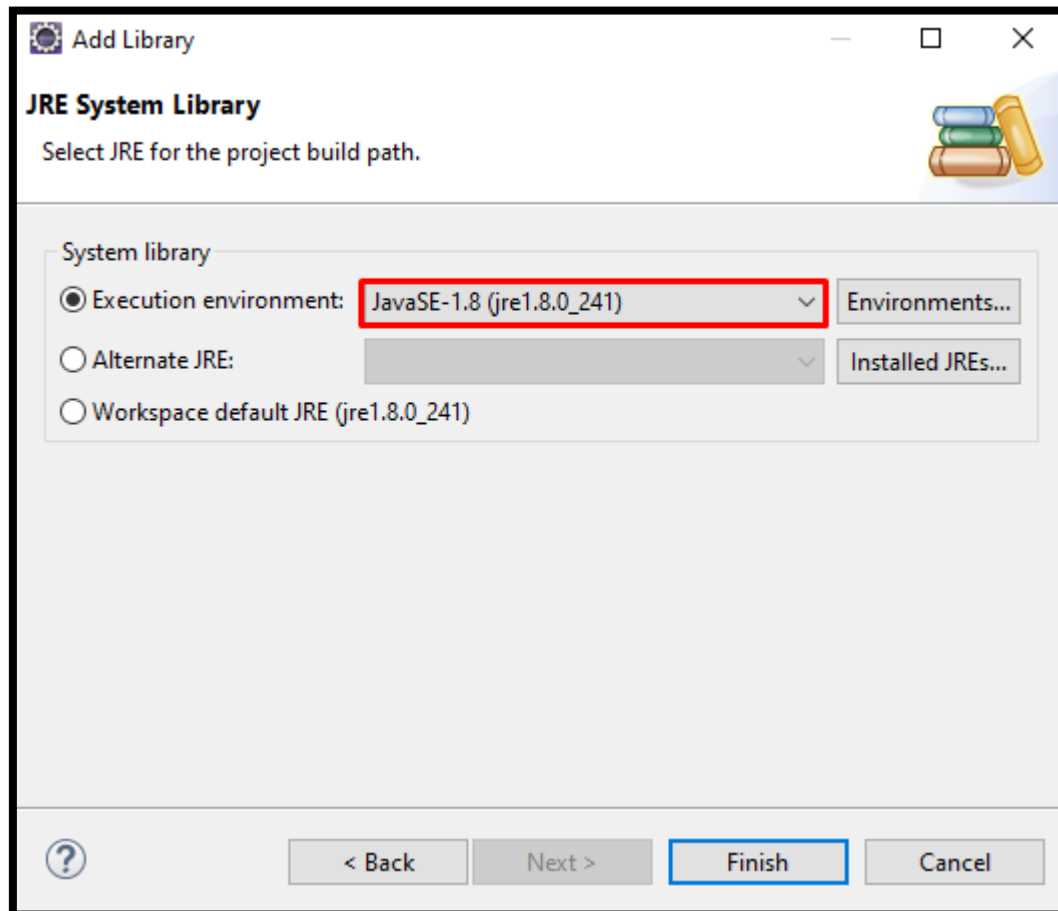 Add Library
JRE System Library
Select JRE for the project build path.
System library
Execution environment: JavaSE-1.8 (jre1.8.0_241) Environments...
Alternate JRE: Installed JREs...
Workspace default JRE (jre1.8.0_241)
? < Back Next > Finish Cancel